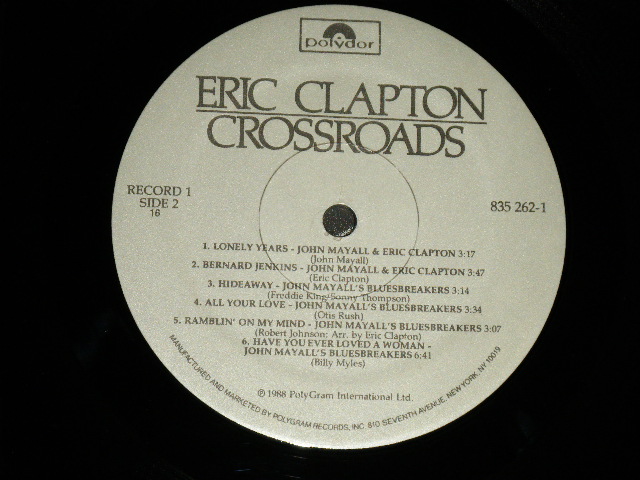 polydor
ERIC CLAPTON
CROSSROADS
RECORD 1
SIDE 2
16
835 262-1
1. LONELY YEARS - JOHN MAYALL & ERIC CLAPTON 3:17
(John Mayall)
2. BERNARD JENKINS - JOHN MAYALL & ERIC CLAPTON 3:47
(Eric Clapton)
3. HIDEAWAY - JOHN MAYALL'S BLUESBREAKERS 3:14
(Freddie King/Sonny Thompson)
4. ALL YOUR LOVE - JOHN MAYALL'S BLUESBREAKERS 3:34
(Otis Rush)
5. RAMBLIN' ON MY MIND - JOHN MAYALL'S BLUESBREAKERS 3:07
(Robert Johnson: Arr. by Eric Clapton)
6. HAVE YOU EVER LOVED A WOMAN -
JOHN MAYALL'S BLUESBREAKERS 6:41
(Billy Myles)
℗ 1988 PolyGram International Ltd.
MANUFACTURED AND MARKETED BY POLYGRAM RECORDS, INC. 810 SEVENTH AVENUE, NEW YORK, NY 10019